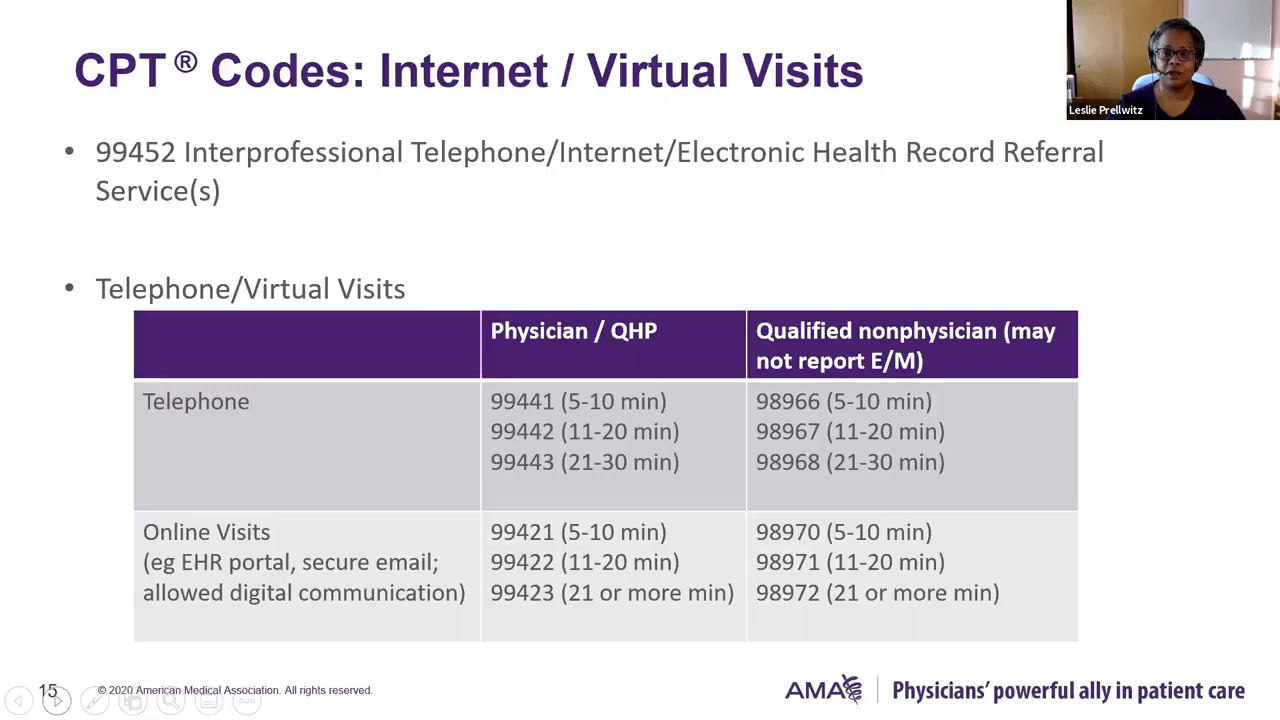 CPT® Codes: Internet / Virtual Visits
Leslie Prellwitz
• 99452 Interprofessional Telephone/Internet/Electronic Health Record Referral
Service(s)
• Telephone/Virtual Visits
Physician / QHP
Qualified nonphysician (may
not report E/M)
Telephone
99441 (5-10 min)
99442 (11-20 min)
99443 (21-30 min)
98966 (5-10 min)
98967 (11-20 min)
98968 (21-30 min)
Online Visits
(eg EHR portal, secure email;
allowed digital communication)
99421 (5-10 min)
99422 (11-20 min)
99423 (21 or more min)
98970 (5-10 min)
98971 (11-20 min)
98972 (21 or more min)
15
© 2020 American Medical Association. All rights reserved.
AMA
Physicians' powerful ally in patient care